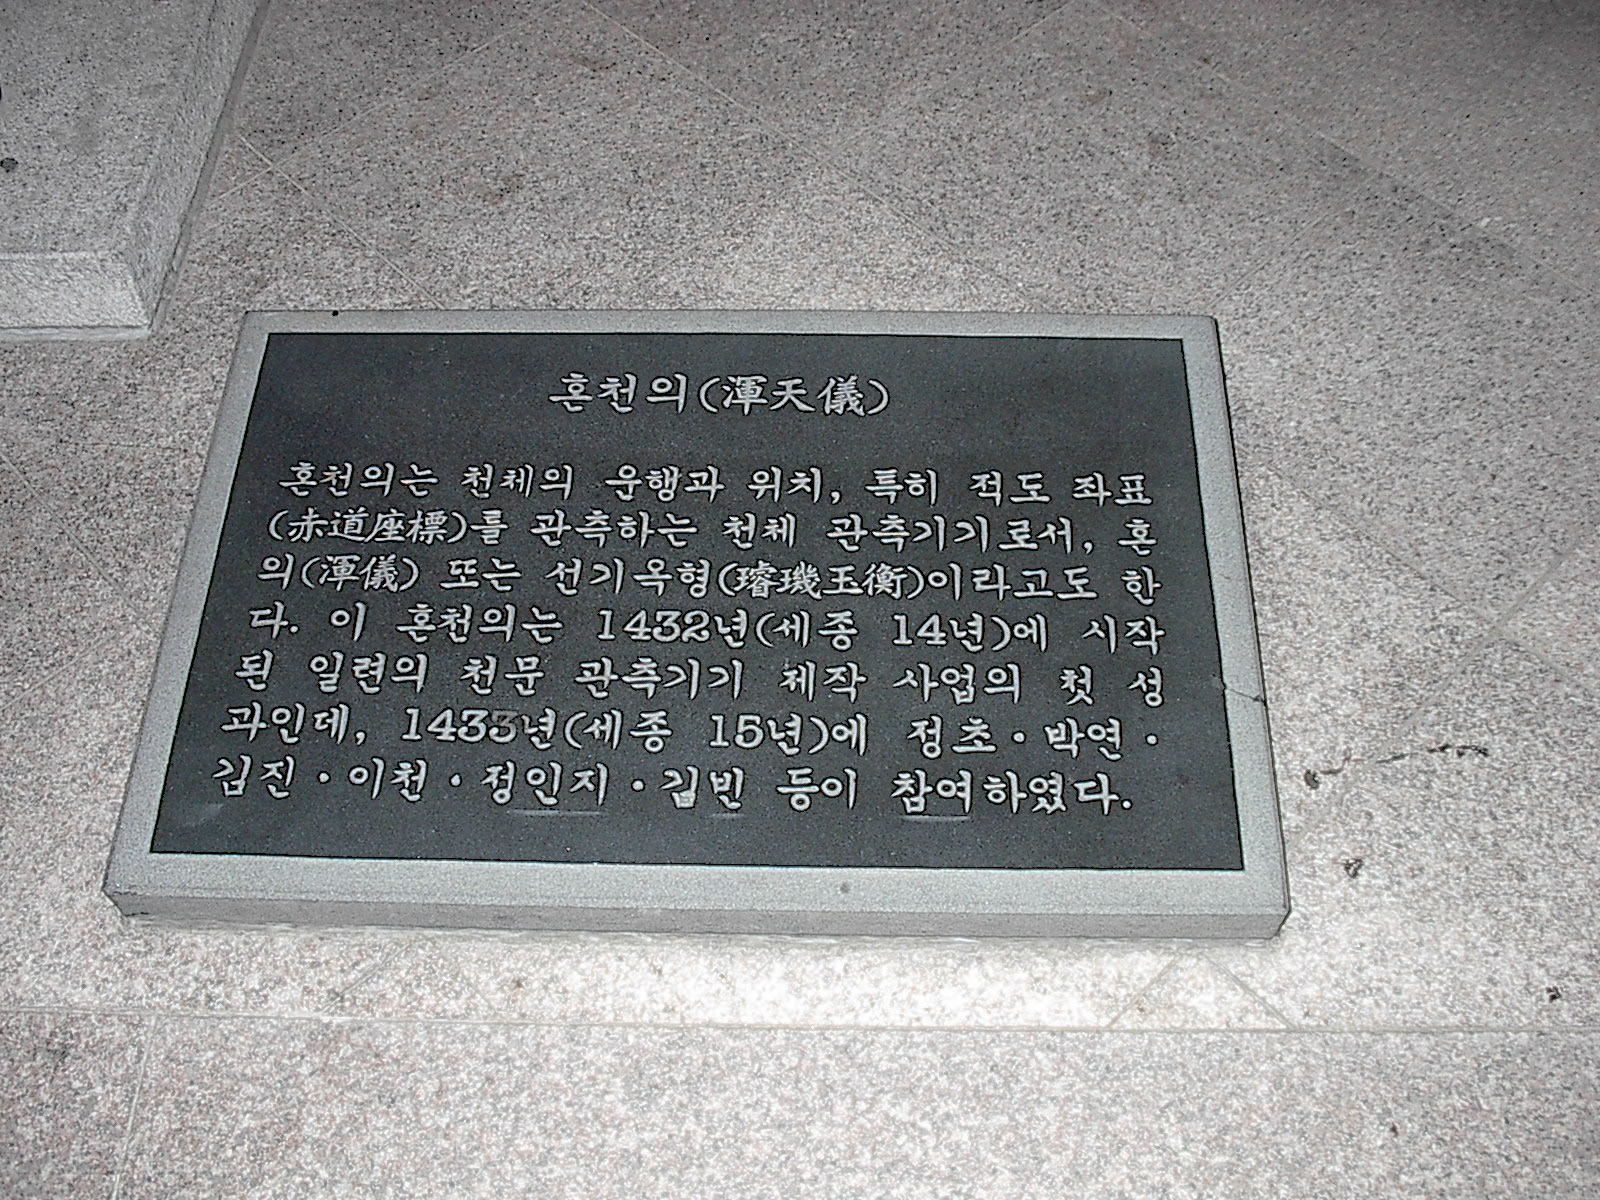 혼천의(渾天儀)
혼천의는 천체의 운행과 위치, 특히 적도 좌표
(赤道座標)를 관측하는 천체 관측기기로서, 혼
의(渾儀) 또는 선기옥형(璿璣玉衡)이라고도 한
다. 이 혼천의는 1432년(세종 14년)에 시작
된 일련의 천문 관측기기 제작 사업의 첫 성
과인데, 1433년(세종 15년)에 정초·박연·
김진·이천·정인지·김빈 등이 참여하였다.